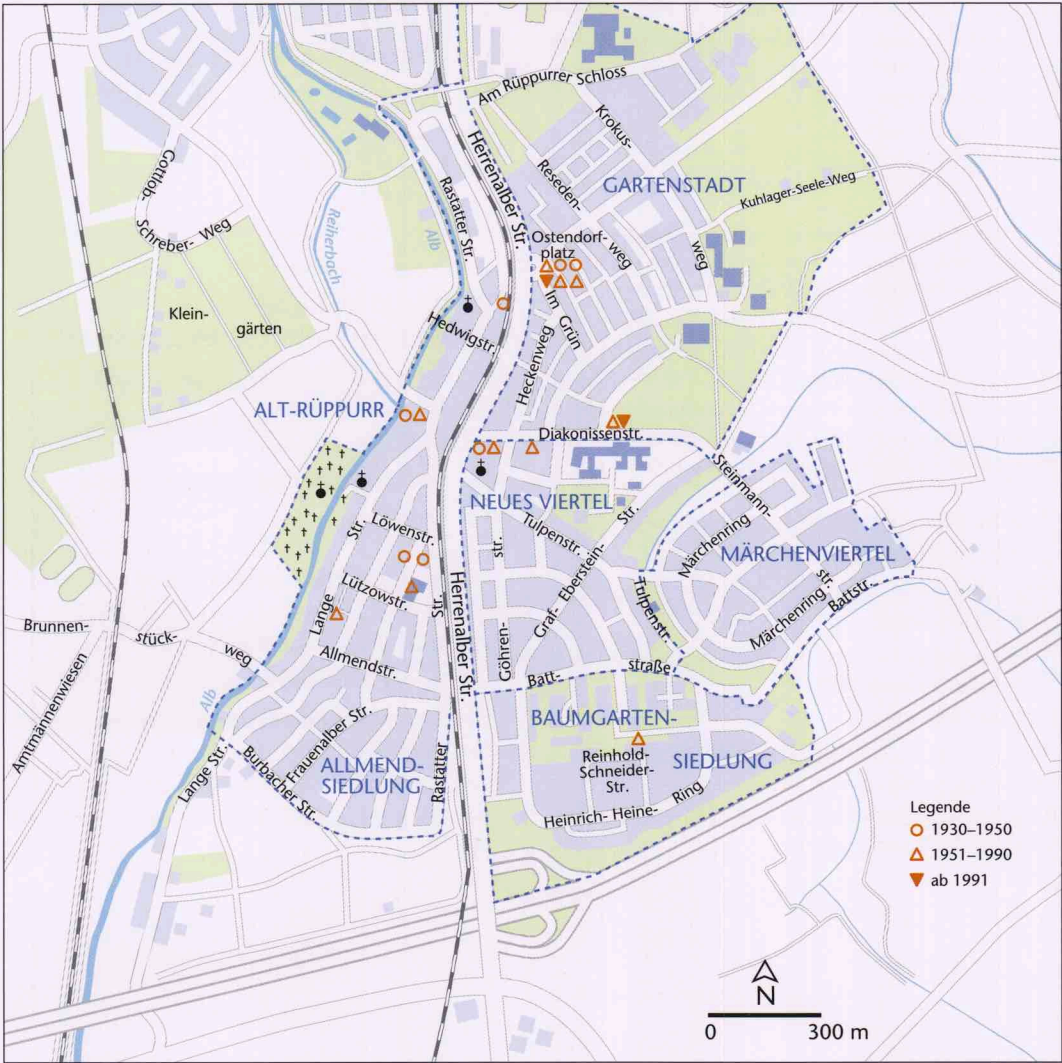 Am Rüppurrer Schloss
Krokus-
weg
Reseden-
weg
GARTENSTADT
Kuhlager-Seele-Weg
Gottlob-
Schreber- Weg
Herrenalber Str.
Rastatter Str.
Alb
Reiherbach
Ostendorf-
platz
Im Grün
Klein-
gärten
Hedwigstr.
Heckenweg
ALT-RÜPPURR
Diakonissenstr.
Steinmann-
str.
NEUES VIERTEL
Tulpenstr.
Graf- Eberstein- Str.
Märchenring
MÄRCHENVIERTEL
Löwenstr.
Lützowstr.
Lange
Str.
Str.
Herrenalber Str.
Göhren-
str.
Tulpenstr.
Märchenring
Battstr.
Brunnen-
stück-
weg
Allmendstr.
Batt-
straße
Amtmännenwiesen
Alb
Lange Str.
Burbacher Str.
Frauenalber Str.
ALLMEND-
SIEDLUNG
Rastatter
BAUMGARTEN-
SIEDLUNG
Reinhold-
Schneider-
Str.
Heinrich- Heine- Ring
Legende
1930–1950
1951–1990
ab 1991
N
0 300 m